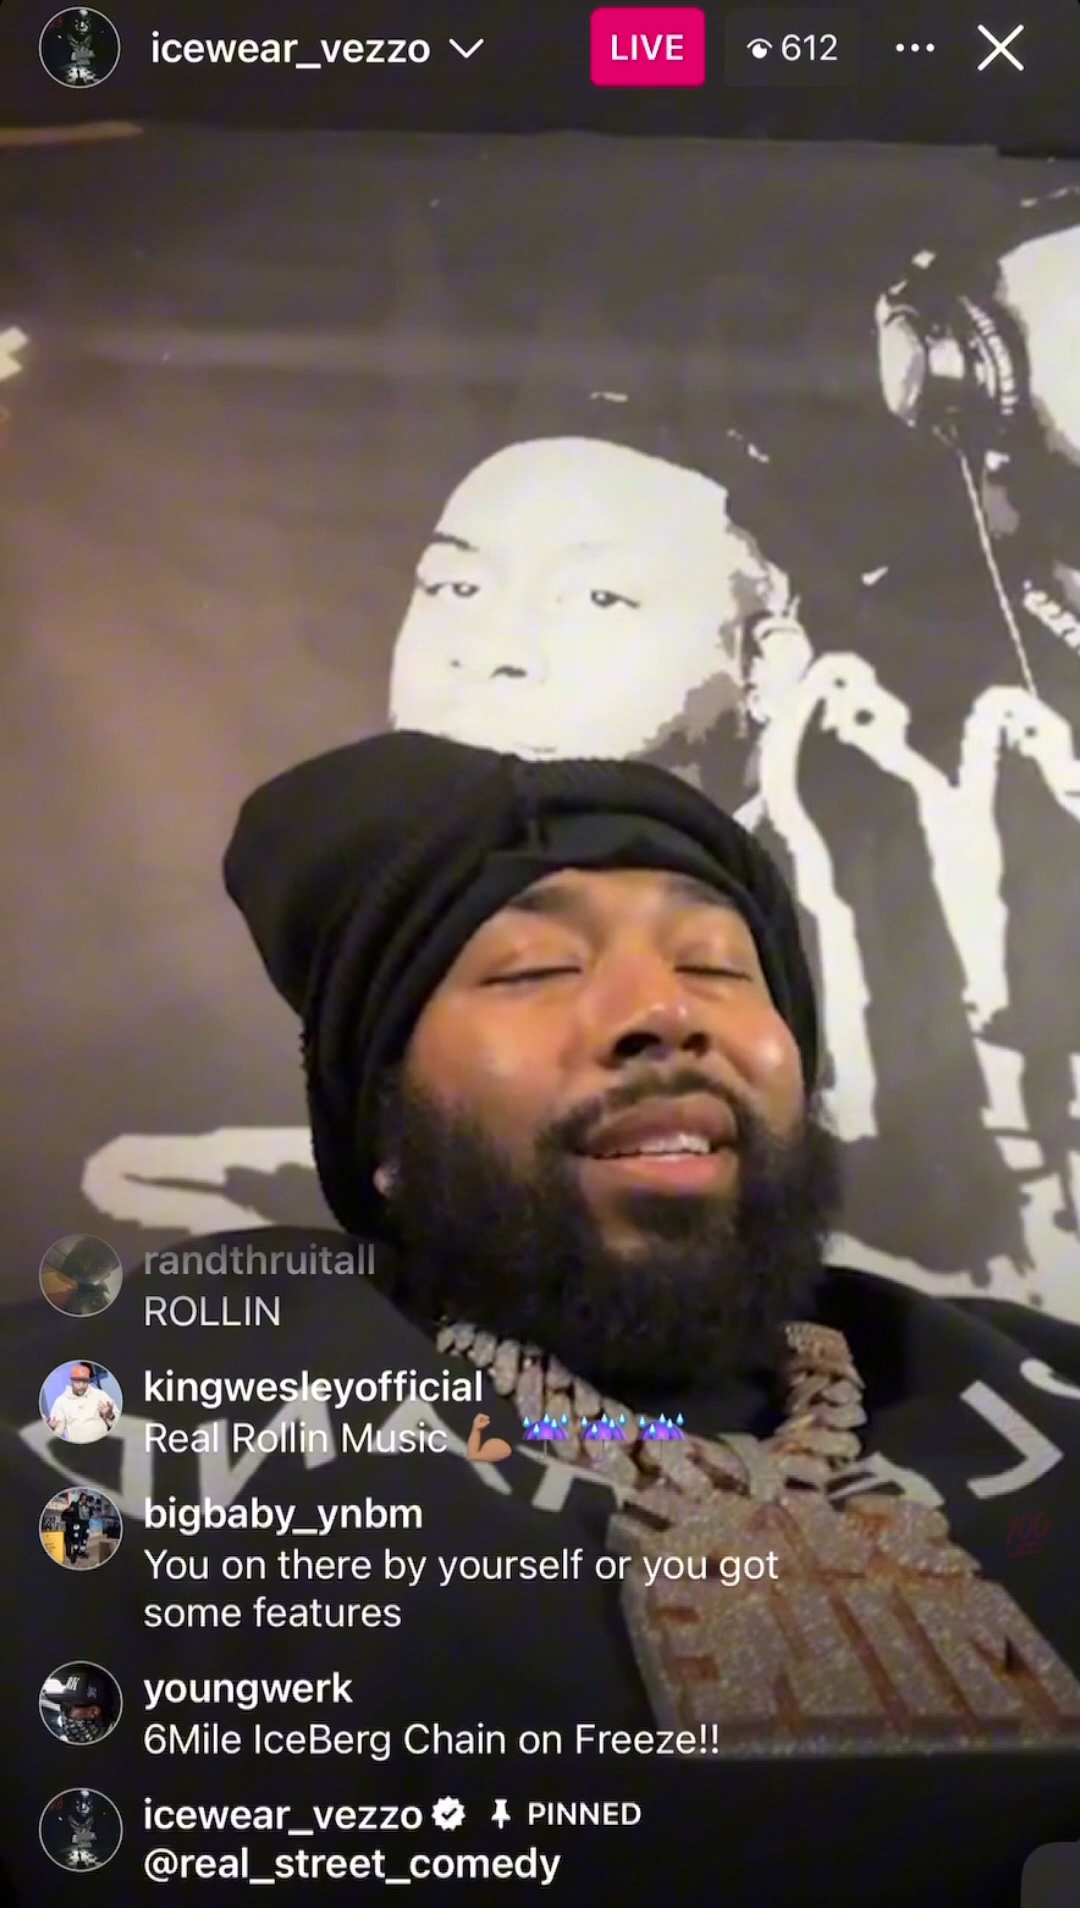 icewear_vezzo
LIVE
612
randthruitall
ROLLIN
kingwesleyofficial
Real Rollin Music 💪🏽 ☔ ☔ ☔
bigbaby_ynbm
You on there by yourself or you got
some features
youngwerk
6Mile IceBerg Chain on Freeze!!
icewear_vezzo PINNED
@real_street_comedy